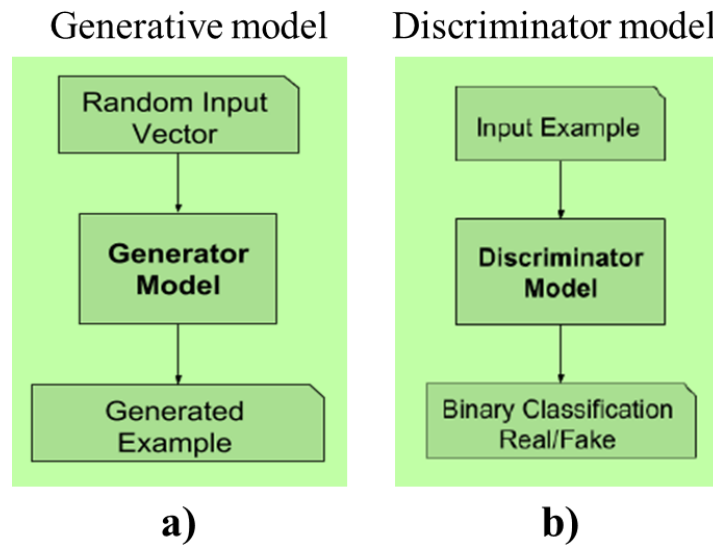 Generative model
Random Input
Vector
Generator
Model
Generated
Example
a)
Discriminator model
Input Example
Discriminator
Model
Binary Classification
Real/Fake
b)